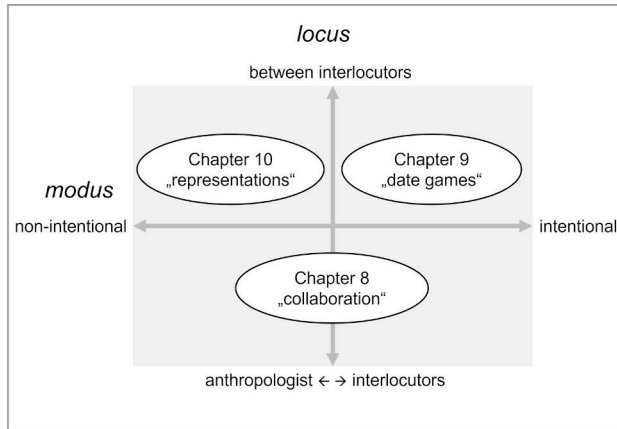 locus
between interlocutors
Chapter 10
„representations“
Chapter 9
„date games“
modus
non-intentional
intentional
Chapter 8
„collaboration“
anthropologist ← → interlocutors